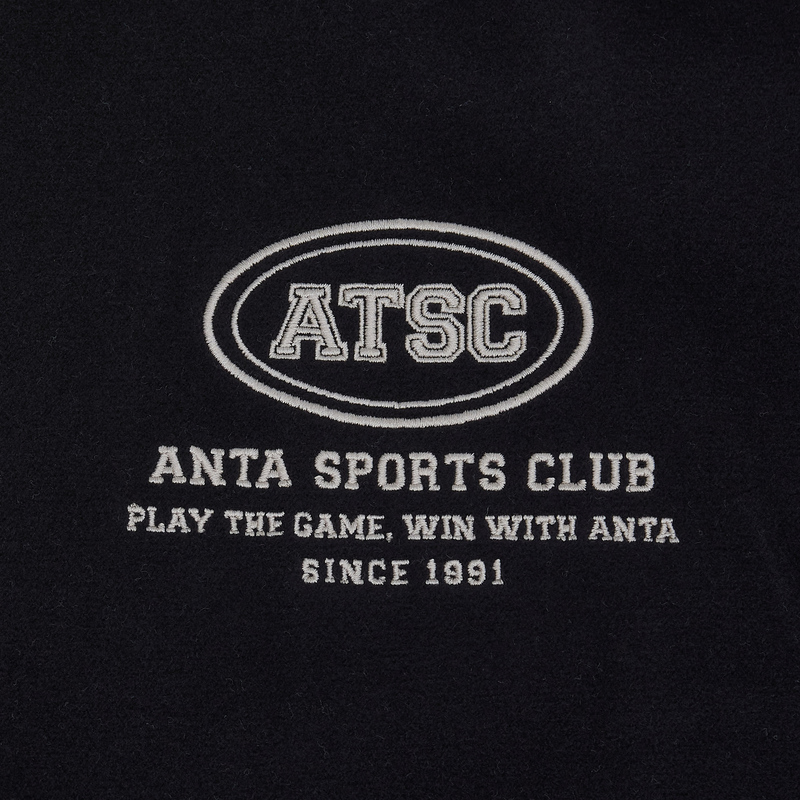 ATSC
ANTA SPORTS CLUB
PLAY THE GAME, WIN WITH ANTA
SINCE 1991